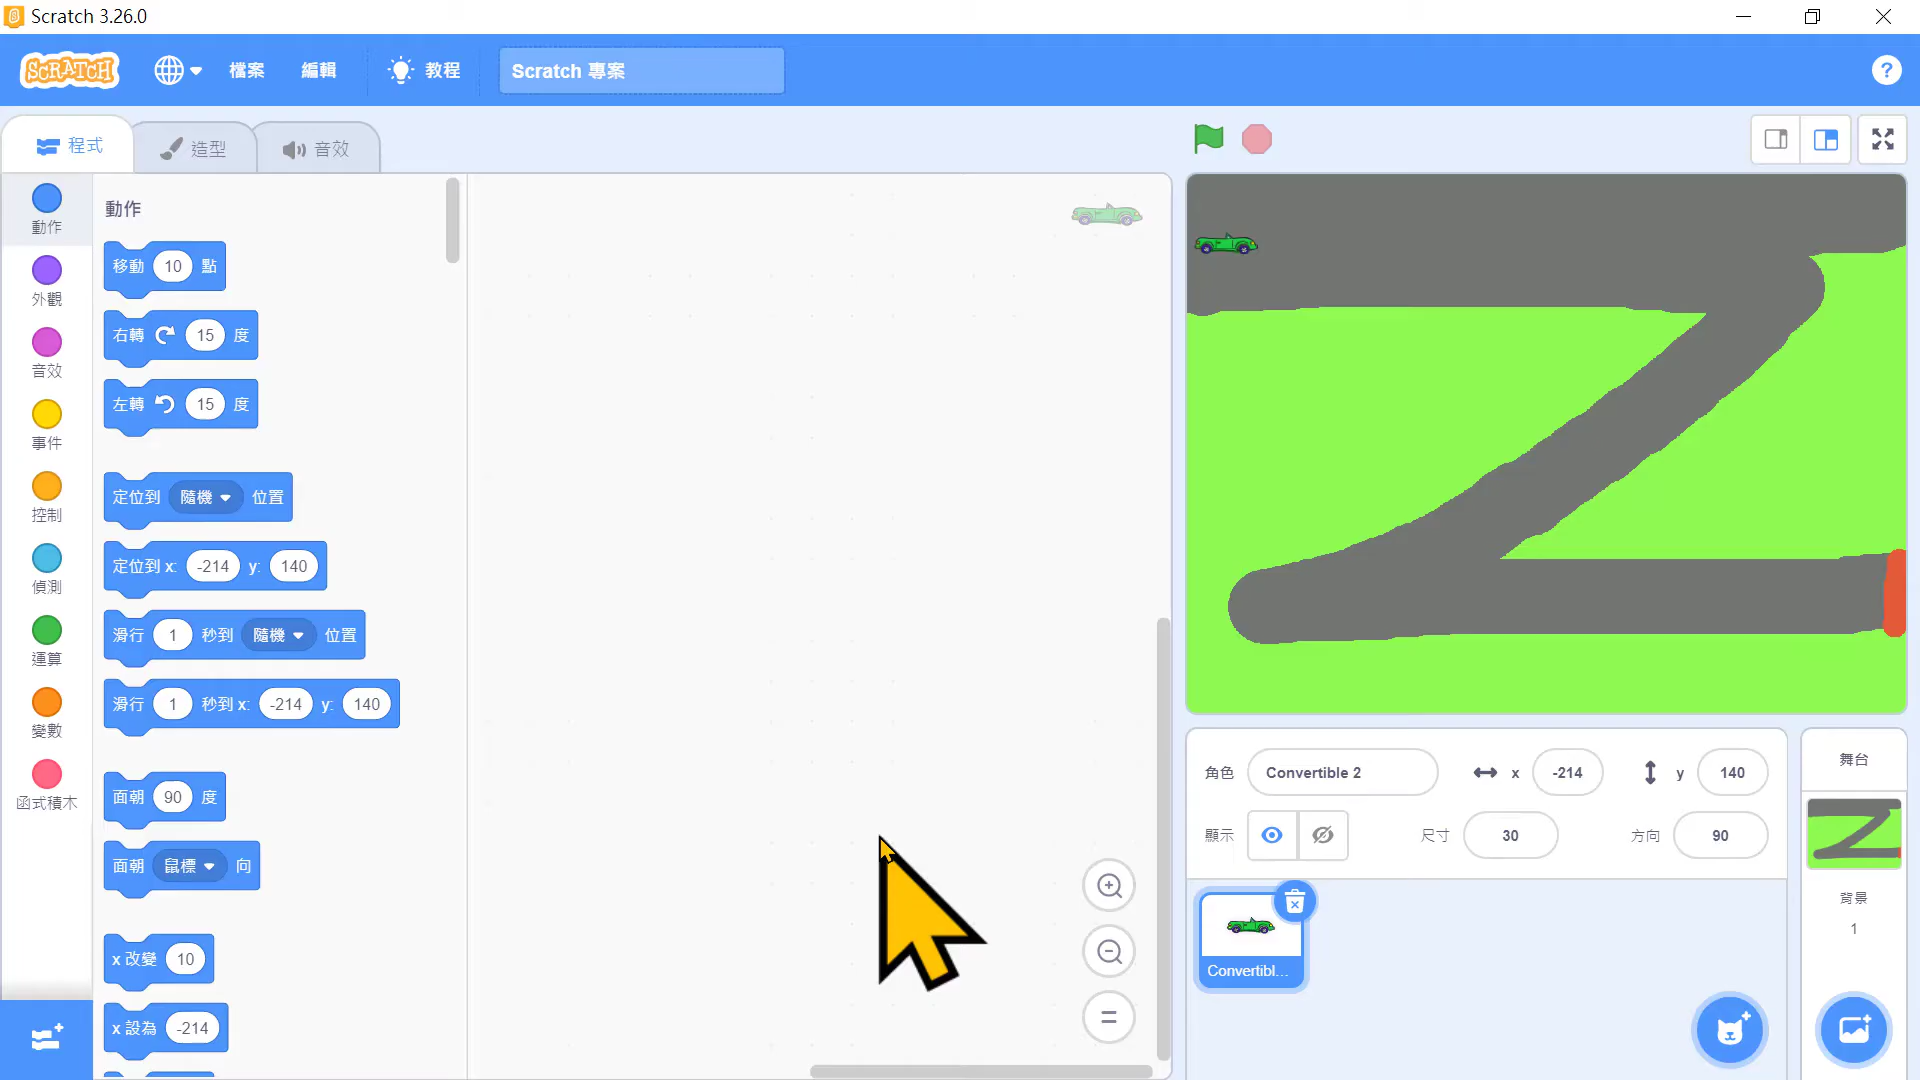 Scratch 3.26.0
SCRATCH 檔案 編輯 教程 Scratch 專案 ?
程式 造型 音效
動作
外觀
音效
事件
控制
偵測
運算
變數
函式積木
動作
移動 10 點
右轉 15 度
左轉 15 度
定位到 隨機 位置
定位到 x: -214 y: 140
滑行 1 秒到 隨機 位置
滑行 1 秒到 x: -214 y: 140
面朝 90 度
面朝 鼠標 向
x 改變 10
x 設為 -214
角色 Convertible 2 x -214 y 140
顯示 尺寸 30 方向 90
Convertibl...
舞台
背景
1